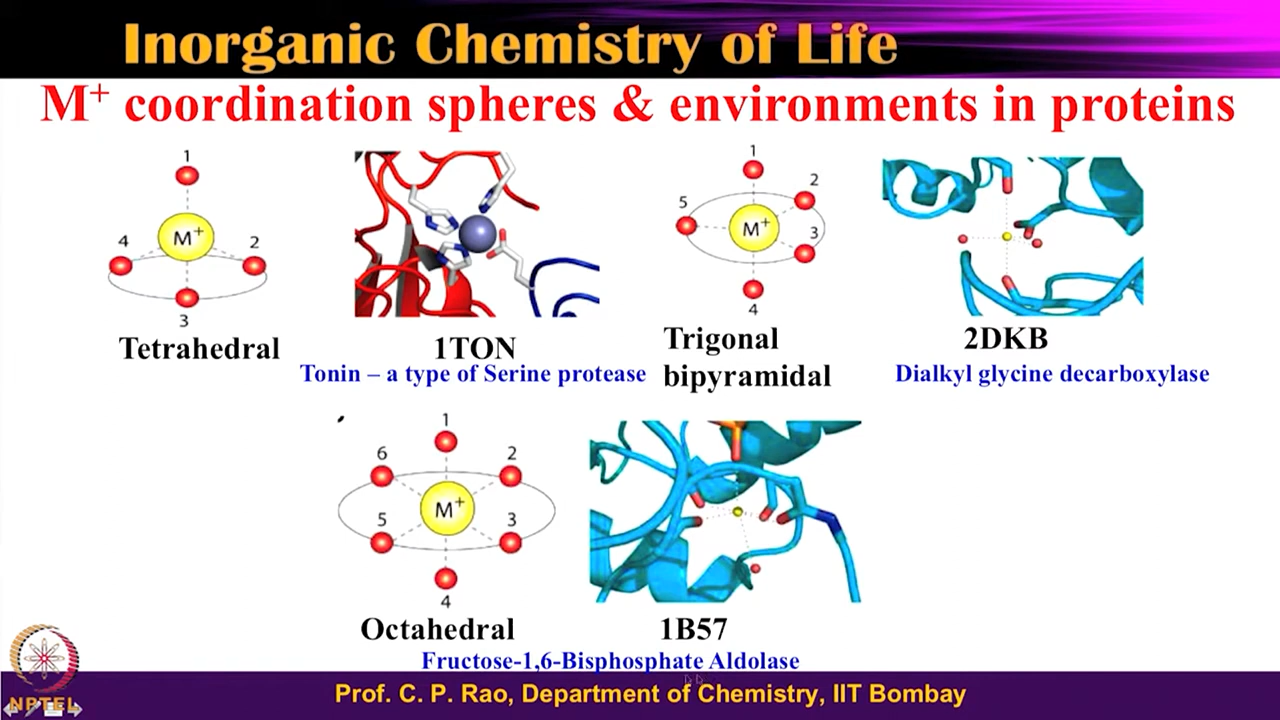 Inorganic Chemistry of Life
M+ coordination spheres & environments in proteins
1
M+
4
2
3
Tetrahedral
1TON
Tonin – a type of Serine protease
1
2
5
M+
3
4
Trigonal
bipyramidal
2DKB
Dialkyl glycine decarboxylase
1
6
2
M+
5
3
4
Octahedral
1B57
Fructose-1,6-Bisphosphate Aldolase
Prof. C. P. Rao, Department of Chemistry, IIT Bombay
NPTEL